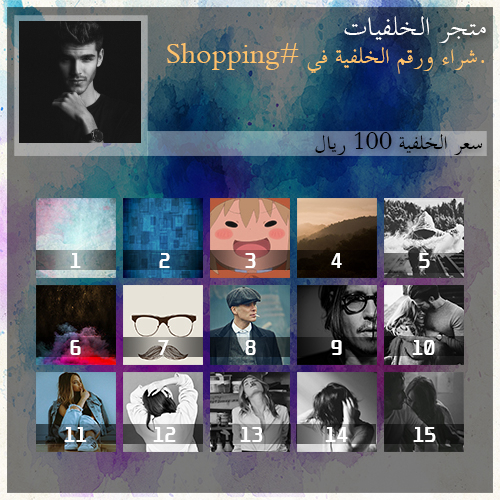 متجر الخلفيات
.شراء ورقم الخلفية في #Shopping
سعر الخلفية 100 ريال
1 2 3 4 5
6 7 8 9 10
11 12 13 14 15